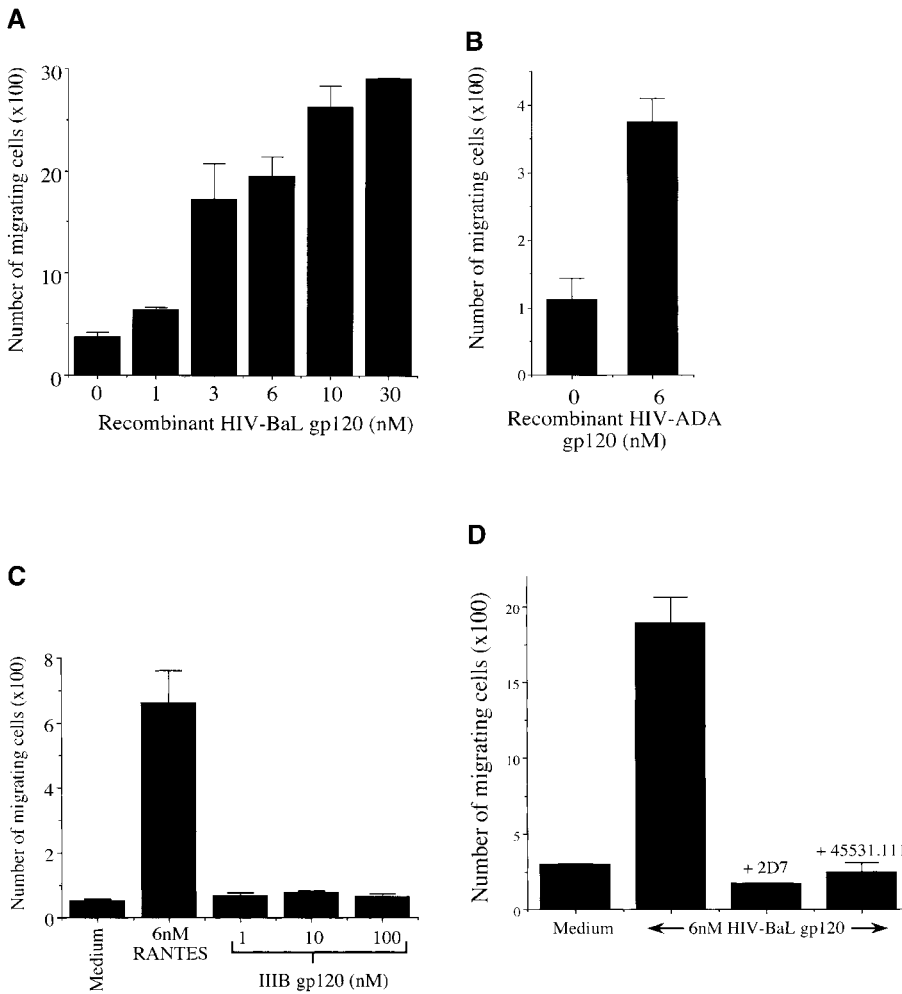 A
Number of migrating cells (x100)
30
20
10
0
0 1 3 6 10 30
Recombinant HIV-BaL gp120 (nM)
B
Number of migrating cells (x100)
4
3
2
1
0
0 6
Recombinant HIV-ADA
gp120 (nM)
C
Number of migrating cells (x100)
8
6
4
2
0
Medium
6nM
RANTES
1 10 100
IIIB gp120 (nM)
D
Number of migrating cells (x100)
20
15
10
5
0
+ 2D7
+ 45531.111
Medium
6nM HIV-BaL gp120